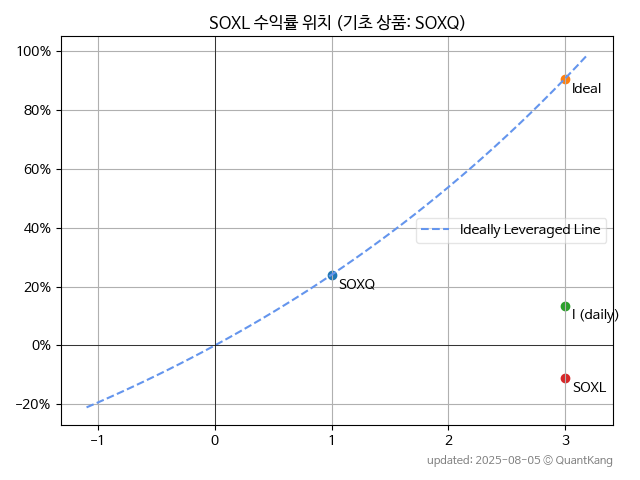 SOXL 수익률 위치 (기초 상품: SOXQ)
100%
80%
60%
40%
20%
0%
−20%
Ideal
Ideally Leveraged Line
SOXQ
I (daily)
SOXL
−1
0
1
2
3
updated: 2025-08-05 © QuantKang